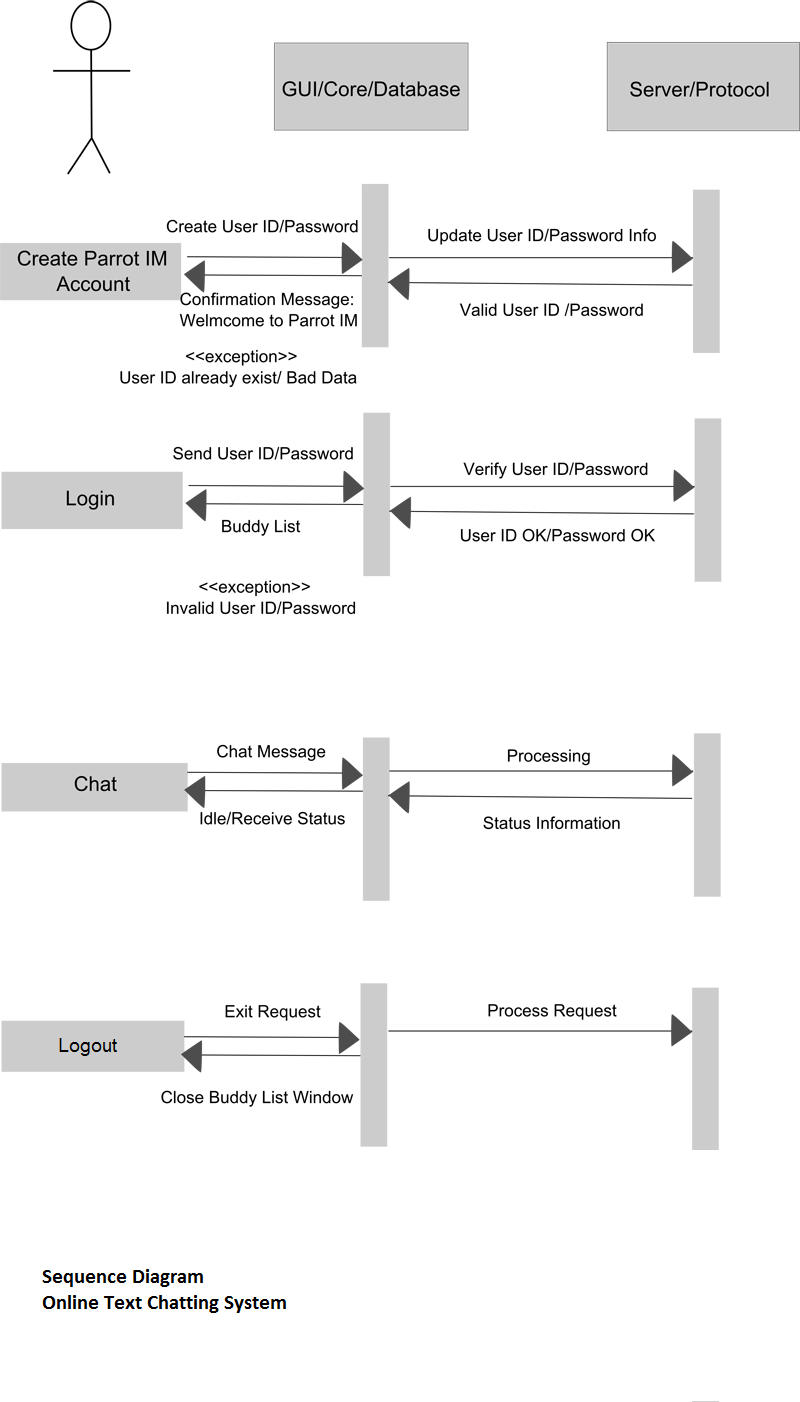 GUI/Core/Database
Server/Protocol
Create User ID/Password
Update User ID/Password Info
Create Parrot IM
Account
Confirmation Message:
Welmcome to Parrot IM
Valid User ID /Password
<<exception>>
User ID already exist/ Bad Data
Send User ID/Password
Verify User ID/Password
Login
Buddy List
User ID OK/Password OK
<<exception>>
Invalid User ID/Password
Chat Message
Processing
Chat
Idle/Receive Status
Status Information
Exit Request
Process Request
Logout
Close Buddy List Window
Sequence Diagram
Online Text Chatting System